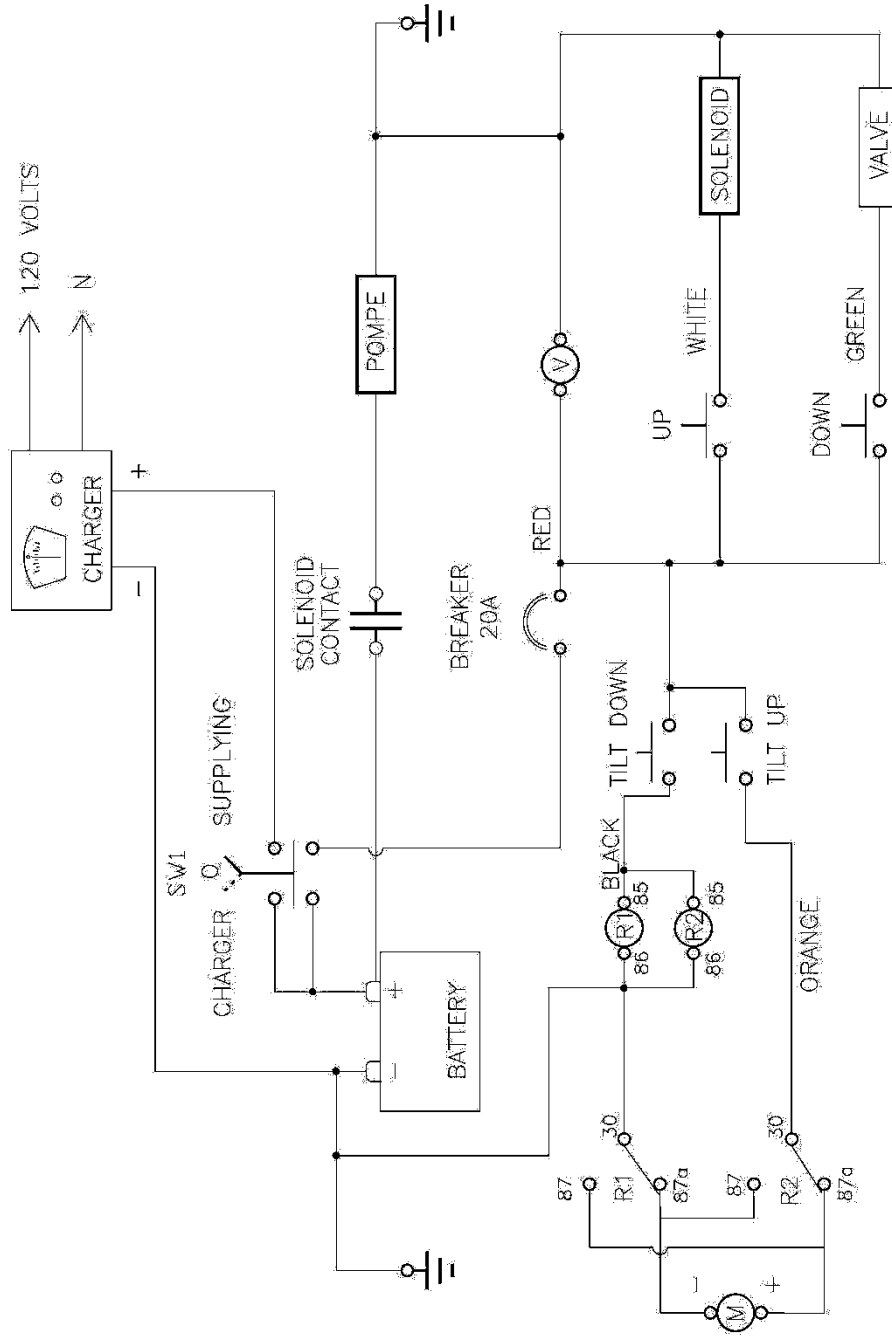 120 VOLTS
N
CHARGER
+
–
SUPPLYING
SW1
O
CHARGER
SOLENOID
CONTACT
POMPE
BREAKER
20A
RED
V
SOLENOID
VALVE
WHITE
GREEN
UP
DOWN
TILT DOWN
TILT UP
BLACK
ORANGE
BATTERY
+
–
R1
85
86
R2
85
86
30
87
R1
87a
30
87
R2
87a
–
+
M